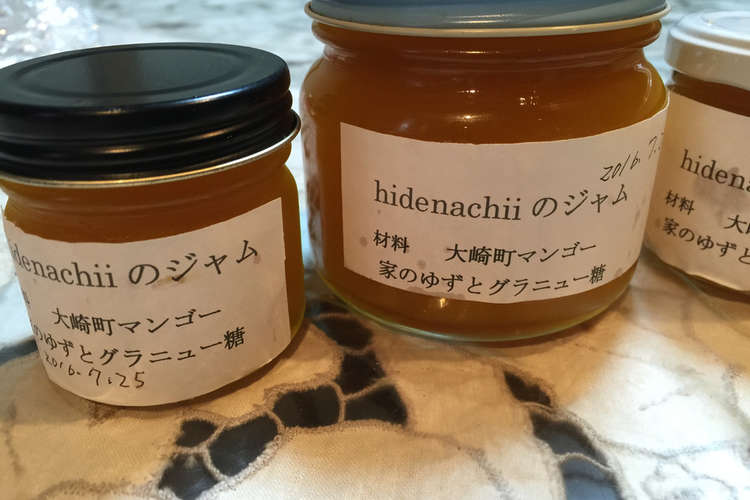 hidenachii のジャム
大崎町マンゴー
のゆずとグラニュー糖
2016.7.25
2016.7.
hidenachii のジャム
材料 大崎町マンゴー
家のゆずとグラニュー糖
材料 大
家のゆずと